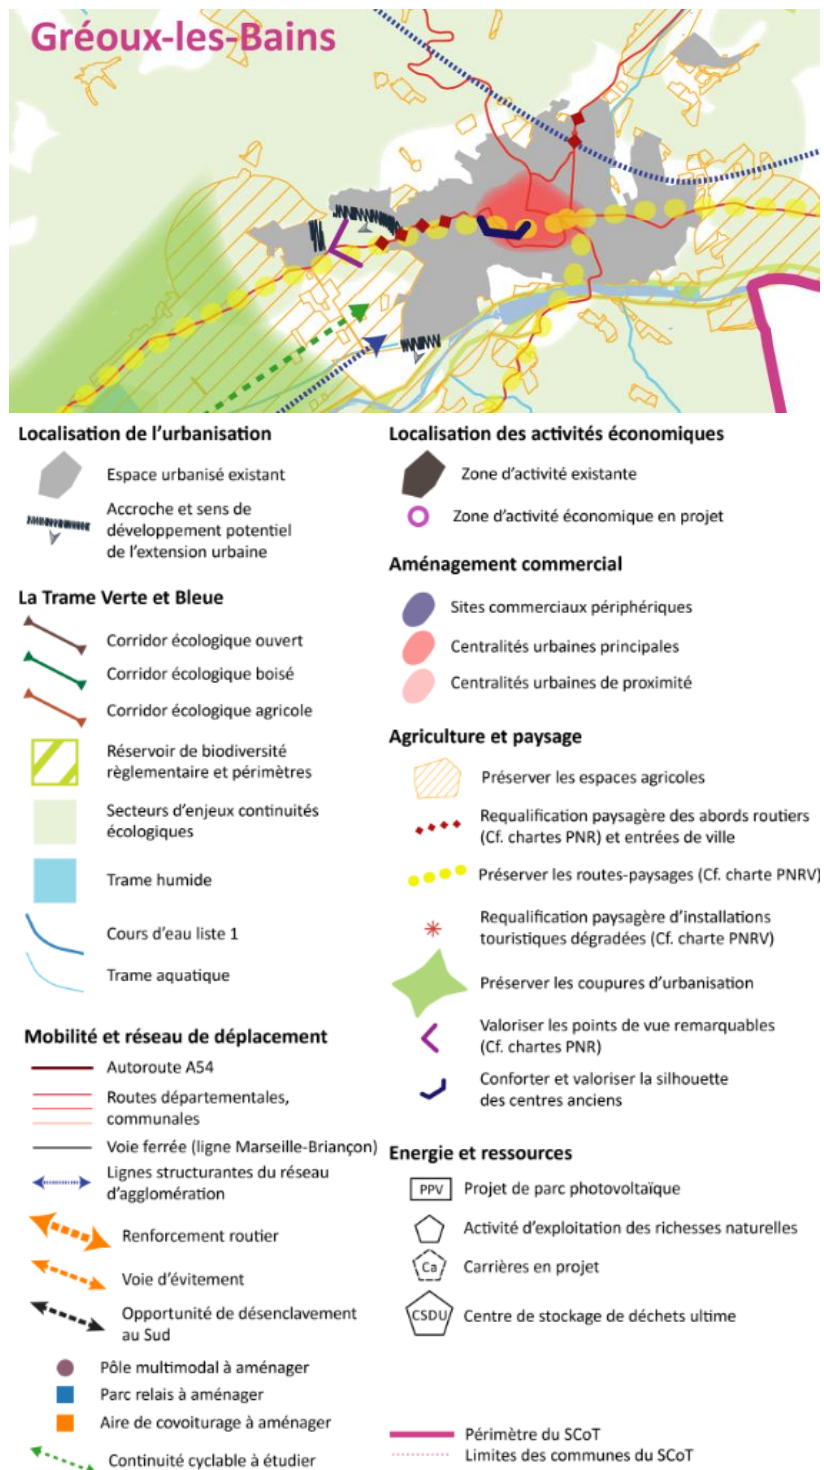 Gréoux-les-Bains
Localisation de l'urbanisation
Espace urbanisé existant
Accroche et sens de
développement potentiel
de l'extension urbaine
La Trame Verte et Bleue
Corridor écologique ouvert
Corridor écologique boisé
Corridor écologique agricole
Réservoir de biodiversité
règlementaire et périmètres
Secteurs d'enjeux continuités
écologiques
Trame humide
Cours d'eau liste 1
Trame aquatique
Mobilité et réseau de déplacement
Autoroute A54
Routes départementales,
communales
Voie ferrée (ligne Marseille-Briançon)
Lignes structurantes du réseau
d'agglomération
Renforcement routier
Voie d'évitement
Opportunité de désenclavement
au Sud
Pôle multimodal à aménager
Parc relais à aménager
Aire de covoiturage à aménager
Continuité cyclable à étudier
Localisation des activités économiques
Zone d'activité existante
Zone d'activité économique en projet
Aménagement commercial
Sites commerciaux périphériques
Centralités urbaines principales
Centralités urbaines de proximité
Agriculture et paysage
Préserver les espaces agricoles
Requalification paysagère des abords routiers
(Cf. chartes PNR) et entrées de ville
Préserver les routes-paysages (Cf. charte PNRV)
Requalification paysagère d'installations
touristiques dégradées (Cf. charte PNRV)
Préserver les coupures d'urbanisation
Valoriser les points de vue remarquables
(Cf. chartes PNR)
Conforter et valoriser la silhouette
des centres anciens
Energie et ressources
PPV Projet de parc photovoltaïque
Activité d'exploitation des richesses naturelles
Ca Carrières en projet
CSDU Centre de stockage de déchets ultime
Périmètre du SCoT
Limites des communes du SCoT